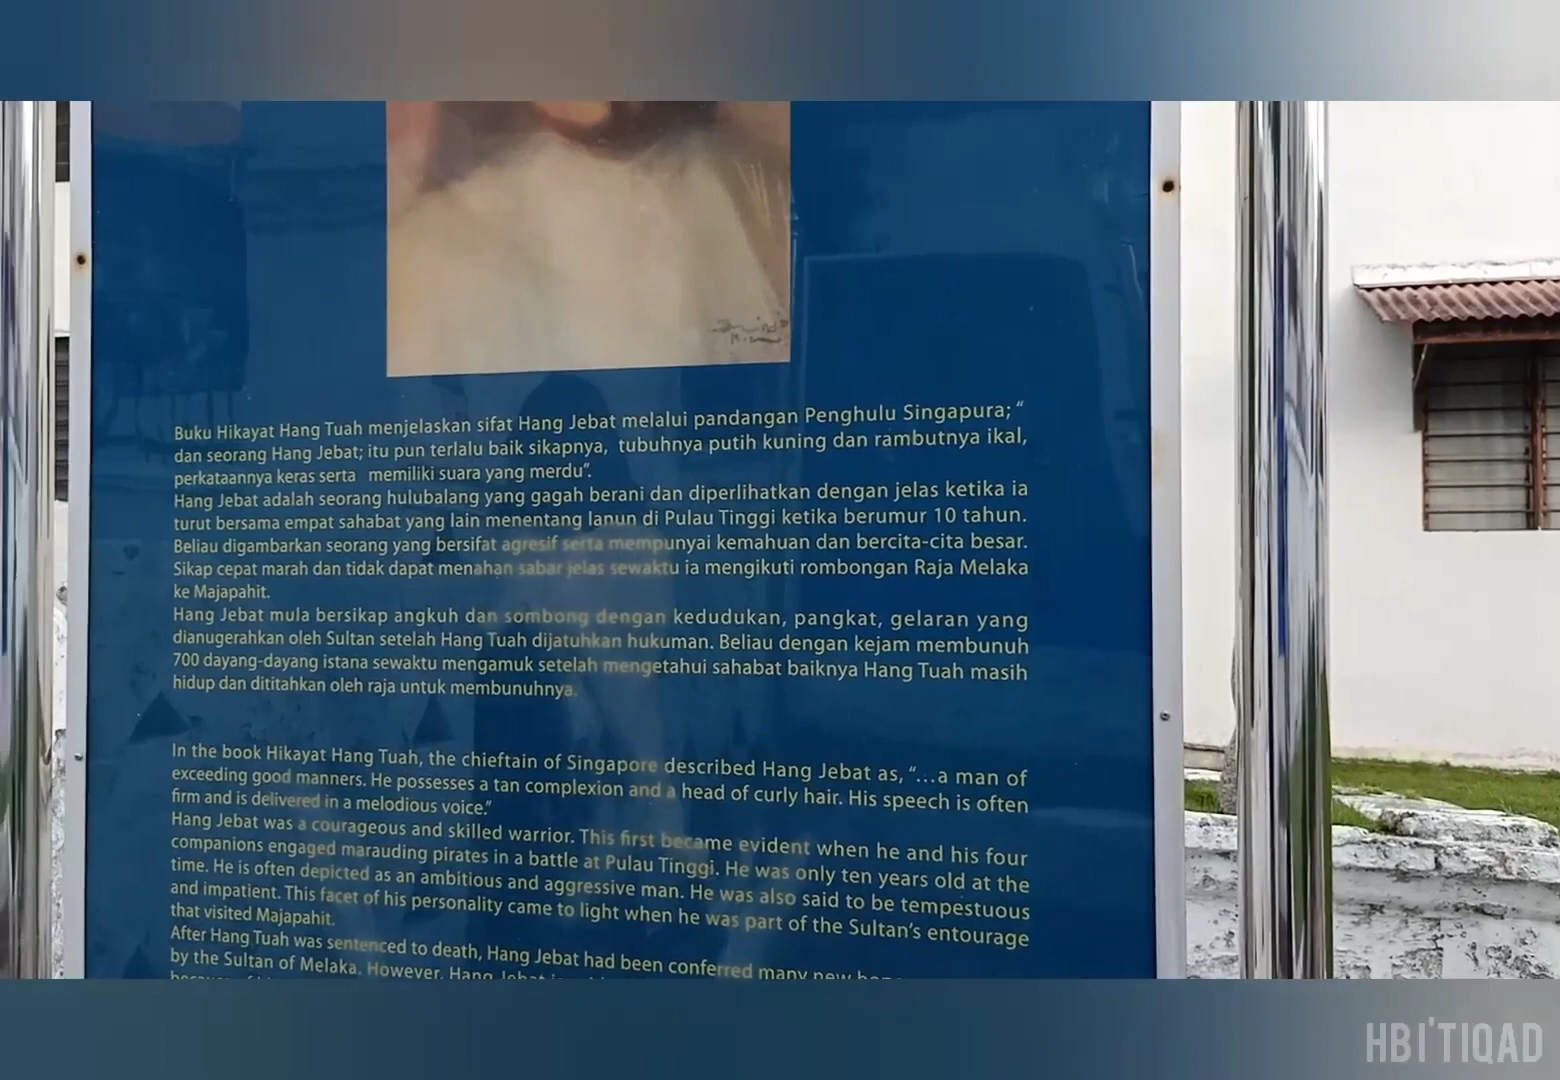 Buku Hikayat Hang Tuah menjelaskan sifat Hang Jebat melalui pandangan Penghulu Singapura; “
dan seorang Hang Jebat; itu pun terlalu baik sikapnya, tubuhnya putih kuning dan rambutnya ikal,
perkataannya keras serta memiliki suara yang merdu”.
Hang Jebat adalah seorang hulubalang yang gagah berani dan diperlihatkan dengan jelas ketika ia
turut bersama empat sahabat yang lain menentang lanun di Pulau Tinggi ketika berumur 10 tahun.
Beliau digambarkan seorang yang bersifat agresif serta mempunyai kemahuan dan bercita-cita besar.
Sikap cepat marah dan tidak dapat menahan sabar jelas sewaktu ia mengikuti rombongan Raja Melaka
ke Majapahit.
Hang Jebat mula bersikap angkuh dan sombong dengan kedudukan, pangkat, gelaran yang
dianugerahkan oleh Sultan setelah Hang Tuah dijatuhkan hukuman. Beliau dengan kejam membunuh
700 dayang-dayang istana sewaktu mengamuk setelah mengetahui sahabat baiknya Hang Tuah masih
hidup dan dititahkan oleh raja untuk membunuhnya.
In the book Hikayat Hang Tuah, the chieftain of Singapore described Hang Jebat as, “...a man of
exceeding good manners. He possesses a tan complexion and a head of curly hair. His speech is often
firm and is delivered in a melodious voice.”
Hang Jebat was a courageous and skilled warrior. This first became evident when he and his four
companions engaged marauding pirates in a battle at Pulau Tinggi. He was only ten years old at the
time. He is often depicted as an ambitious and aggressive man. He was also said to be tempestuous
and impatient. This facet of his personality came to light when he was part of the Sultan’s entourage
that visited Majapahit.
After Hang Tuah was sentenced to death, Hang Jebat had been conferred many new
by the Sultan of Melaka. However, Hang Jebat
HBI'TIQAD